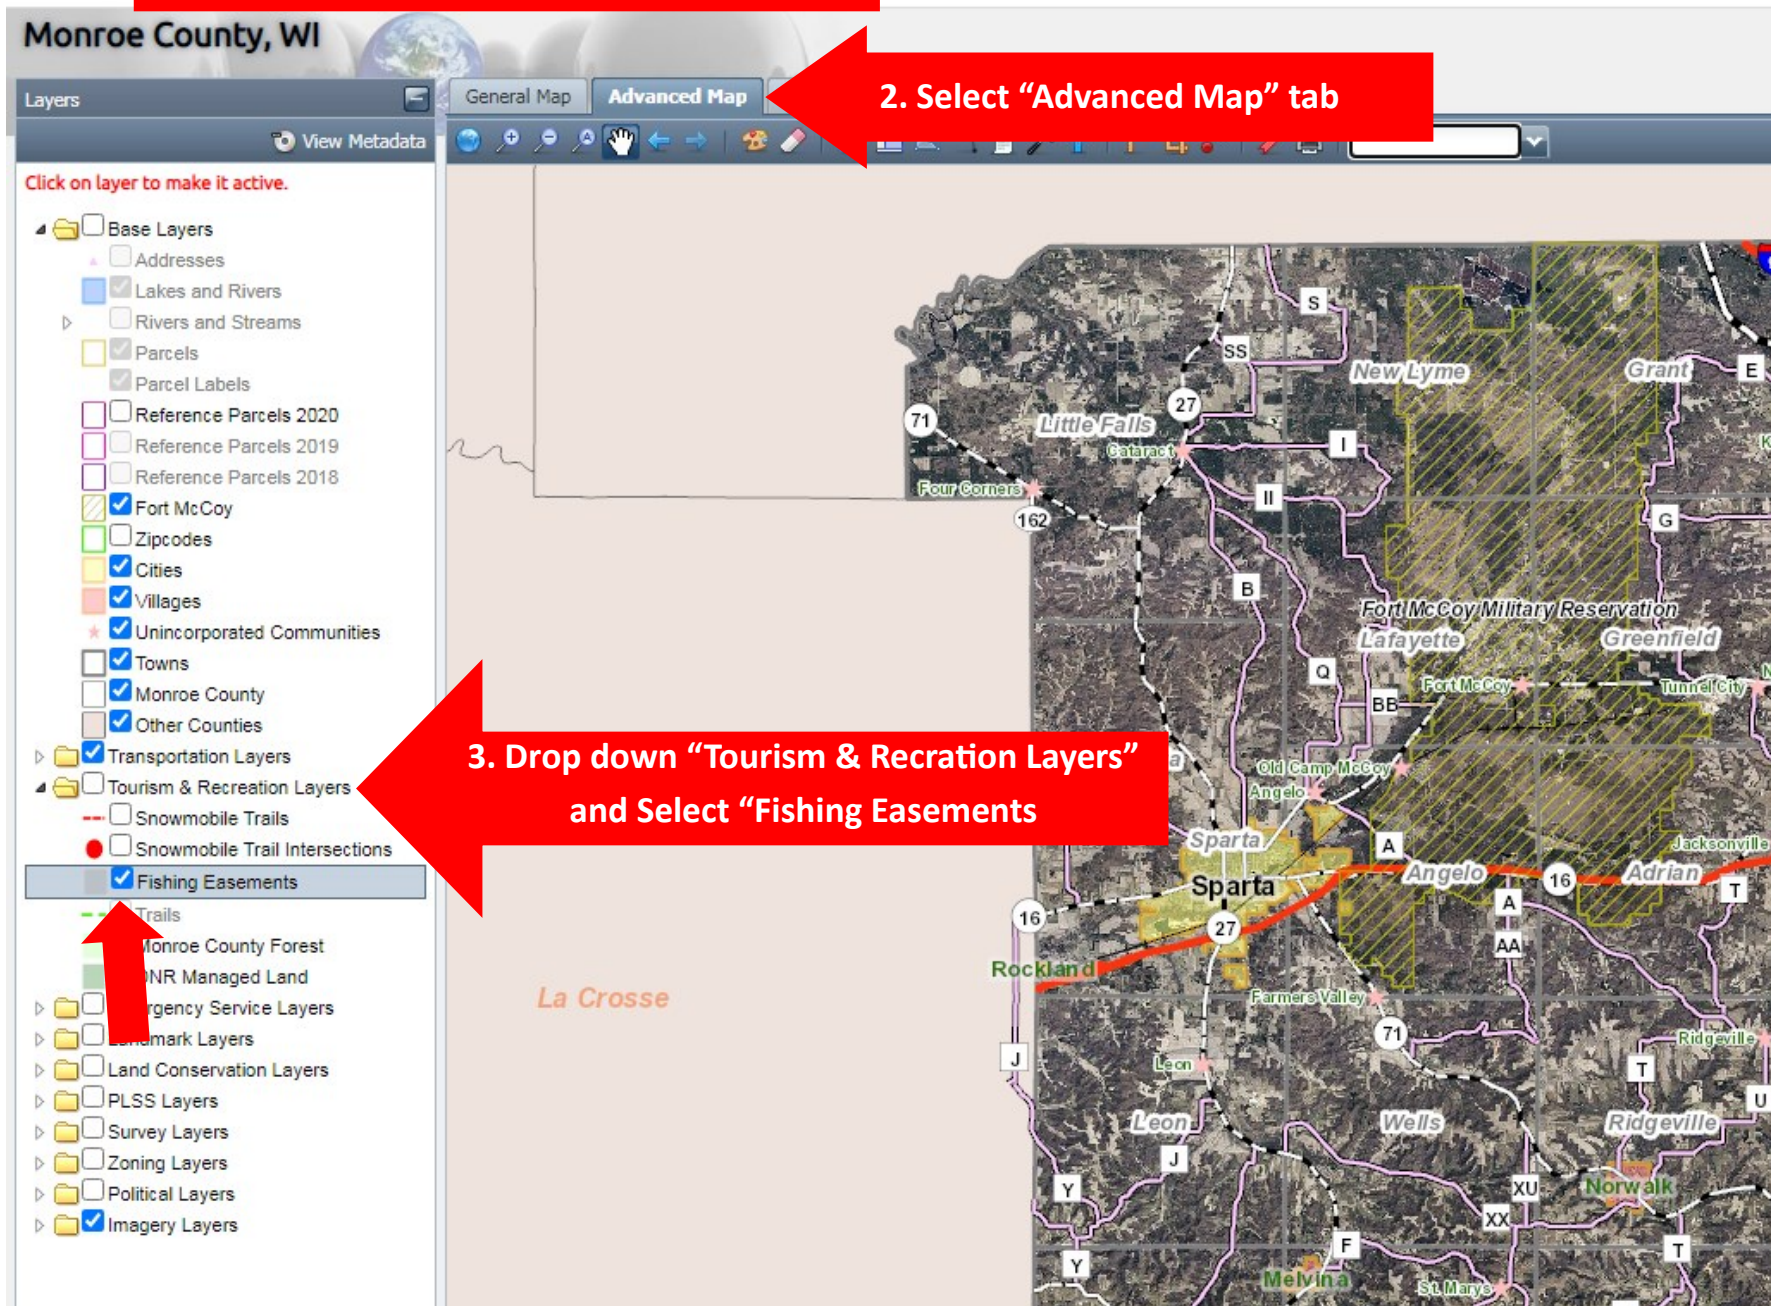 Monroe County, WI
Layers
View Metadata
Click on layer to make it active.
Base Layers
Addresses
Lakes and Rivers
Rivers and Streams
Parcels
Parcel Labels
Reference Parcels 2020
Reference Parcels 2019
Reference Parcels 2018
Fort McCoy
Zipcodes
Cities
Villages
Unincorporated Communities
Towns
Monroe County
Other Counties
Transportation Layers
Tourism & Recreation Layers
Snowmobile Trails
Snowmobile Trail Intersections
Fishing Easements
Trails
Monroe County Forest
DNR Managed Land
Layers
Layers
Land Conservation Layers
PLSS Layers
Survey Layers
Zoning Layers
Political Layers
Imagery Layers
General Map
Advanced Map
2. Select “Advanced Map” tab
3. Drop down “Tourism & Recration Layers”
and Select “Fishing Easements
S
SS
New Lyme
Grant
E
27
71
Little Falls
Cataract
I
K
Four Corners
II
162
G
B
Fort McCoy Military Reservation
Lafayette
Greenfield
Q
Fort McCoy
Tunnel City
N
BB
a
Old Camp McCoy
Angelo
Sparta
A
Jacksonville
Sparta
Angelo
16
Adrian
T
16
27
A
AA
Rockland
La Crosse
Farmers Valley
71
Ridgeville
J
Leon
T
U
Leon
Wells
Ridgeville
J
Y
XU
Norwalk
XX
F
T
Y
Melvina
St. Marys